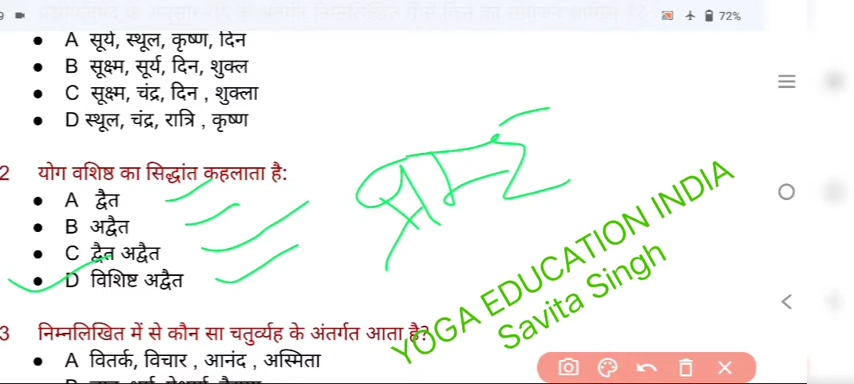 72%
A सूर्य, स्थूल, कृष्ण, दिन
B सूक्ष्म, सूर्य, दिन, शुक्ल
C सूक्ष्म, चंद्र, दिन , शुक्ला
D स्थूल, चंद्र, रात्रि , कृष्ण
2 योग वशिष्ठ का सिद्धांत कहलाता है:
A द्वैत
B अद्वैत
C द्वैत अद्वैत
D विशिष्ट अद्वैत
YOGA EDUCATION INDIA
Savita Singh
3 निम्नलिखित में से कौन सा चतुर्व्यह के अंतर्गत आता है?
A वितर्क, विचार , आनंद , अस्मिता